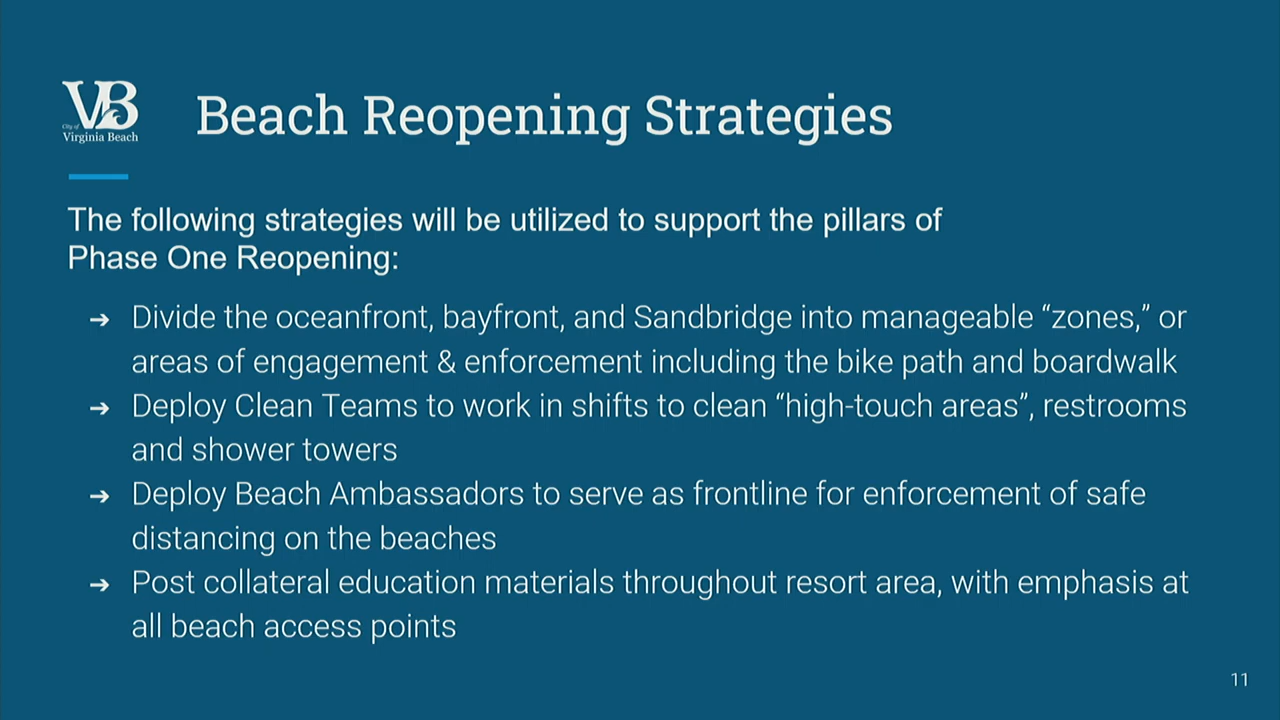 VB
City of
Virginia Beach
Beach Reopening Strategies
The following strategies will be utilized to support the pillars of
Phase One Reopening:
➔ Divide the oceanfront, bayfront, and Sandbridge into manageable “zones,” or
areas of engagement & enforcement including the bike path and boardwalk
➔ Deploy Clean Teams to work in shifts to clean “high-touch areas”, restrooms
and shower towers
➔ Deploy Beach Ambassadors to serve as frontline for enforcement of safe
distancing on the beaches
➔ Post collateral education materials throughout resort area, with emphasis at
all beach access points
11